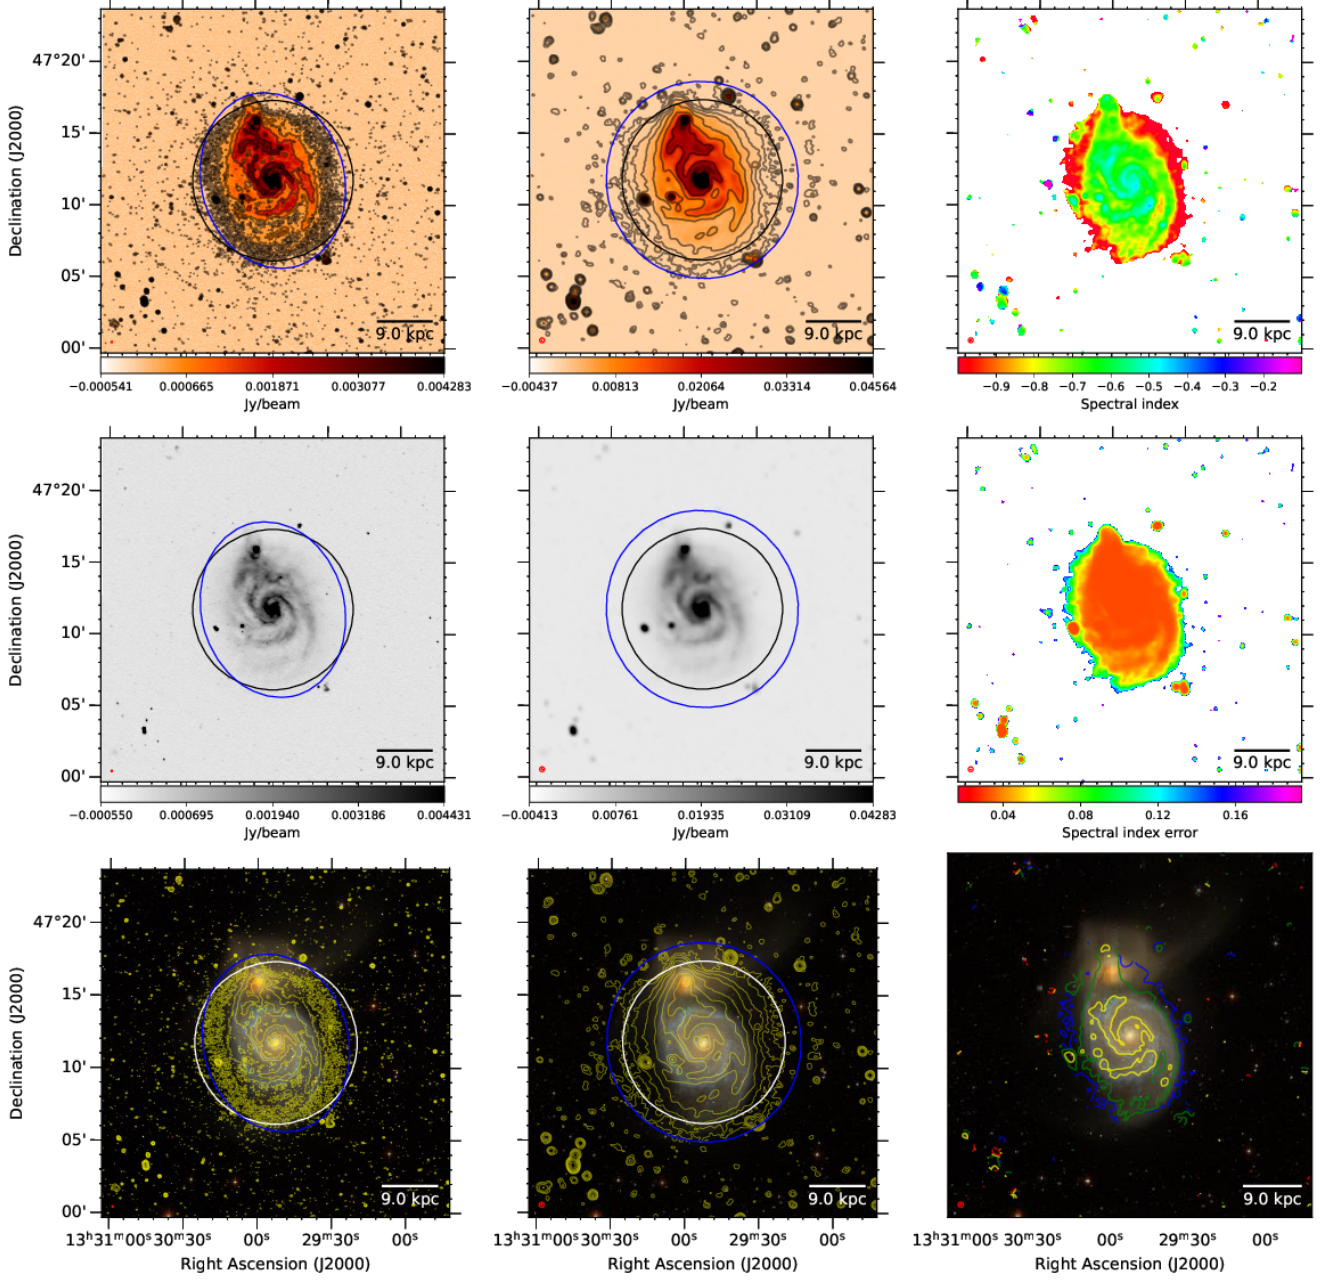 Declination (J2000)
47°20'
15'
10'
05'
00'
9.0 kpc
9.0 kpc
9.0 kpc
−0.000541 0.000665 0.001871 0.003077 0.004283
Jy/beam
−0.00437 0.00813 0.02064 0.03314 0.04564
Jy/beam
−0.9 −0.8 −0.7 −0.6 −0.5 −0.4 −0.3 −0.2
Spectral index
Declination (J2000)
47°20'
15'
10'
05'
00'
9.0 kpc
9.0 kpc
9.0 kpc
−0.000550 0.000695 0.001940 0.003186 0.004431
Jy/beam
−0.00413 0.00761 0.01935 0.03109 0.04283
Jy/beam
0.04 0.08 0.12 0.16
Spectral index error
Declination (J2000)
47°20'
15'
10'
05'
00'
9.0 kpc
9.0 kpc
9.0 kpc
13ʰ31ᵐ00ˢ30ᵐ30ˢ 00ˢ 29ᵐ30ˢ 00ˢ
Right Ascension (J2000)
13ʰ31ᵐ00ˢ30ᵐ30ˢ 00ˢ 29ᵐ30ˢ 00ˢ
Right Ascension (J2000)
13ʰ31ᵐ00ˢ 30ᵐ30ˢ 00ˢ 29ᵐ30ˢ 00ˢ
Right Ascension (J2000)